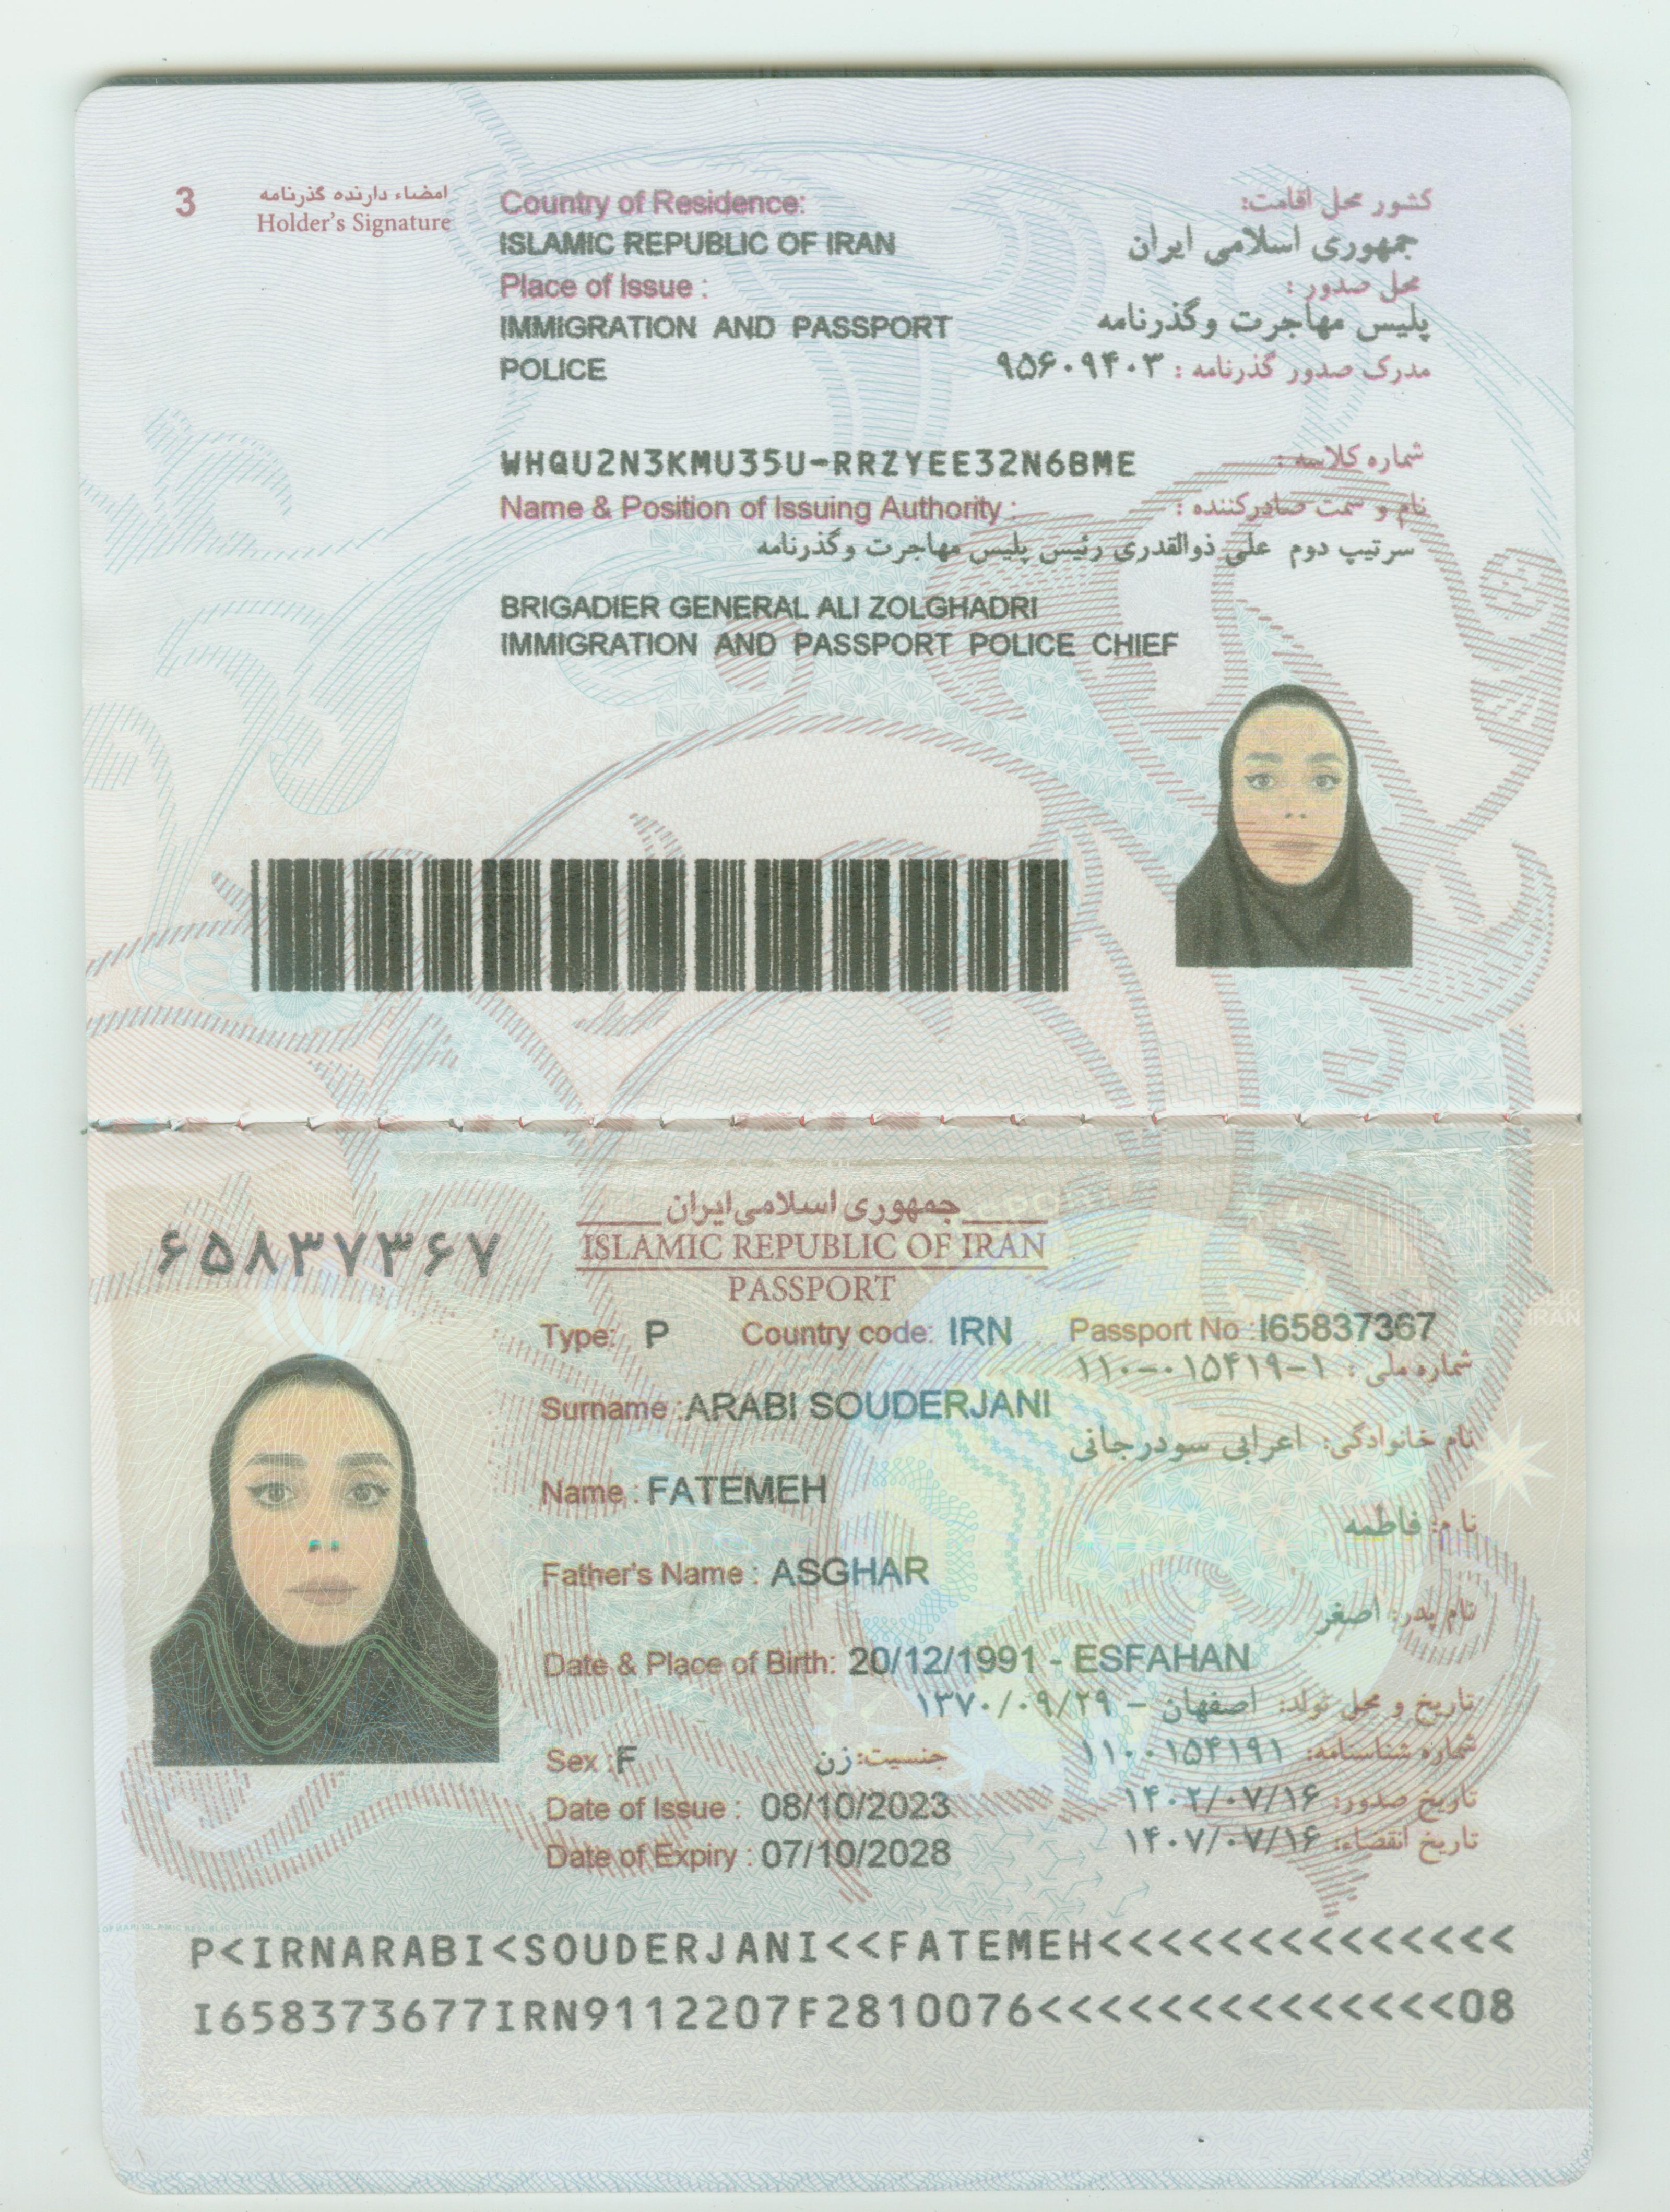 3
امضاء دارنده گذرنامه
Holder's Signature
Country of Residence:
کشور محل اقامت:
ISLAMIC REPUBLIC OF IRAN
جمهوری اسلامی ایران
Place of Issue :
محل صدور :
IMMIGRATION AND PASSPORT
پلیس مهاجرت وگذرنامه
POLICE
مدرک صدور گذرنامه : ۹۵۶۰۹۴۰۳
WHQU2N3KMU35U-RRZYEE32N6BME
شماره کلاسه :
Name & Position of Issuing Authority :
نام و سمت صادرکننده :
سرتیپ دوم علی ذوالقدری رئیس پلیس مهاجرت وگذرنامه
BRIGADIER GENERAL ALI ZOLGHADRI
IMMIGRATION AND PASSPORT POLICE CHIEF
۶۵۸۳۷۳۶۷
جمهوری اسلامی ایران
ISLAMIC REPUBLIC OF IRAN
PASSPORT
Type: P Country code: IRN Passport No :I65837367
شماره ملی : ۱۱۰-۰۱۵۴۱۹-۱
Surname :ARABI SOUDERJANI
نام خانوادگی: اعرابی سودرجانی
Name : FATEMEH
نام: فاطمه
Father's Name : ASGHAR
نام پدر: اصغر
Date & Place of Birth: 20/12/1991 - ESFAHAN
تاریخ و محل تولد: اصفهان - ۱۳۷۰/۰۹/۲۹
Sex :F
جنسیت: زن
شماره شناسنامه: ۱۱۰۰۱۵۴۱۹۱
Date of Issue : 08/10/2023
تاریخ صدور: ۱۴۰۲/۰۷/۱۶
Date of Expiry : 07/10/2028
تاریخ انقضاء: ۱۴۰۷/۰۷/۱۶
P<IRNARABI<SOUDERJANI<<FATEMEH<<<<<<<<<<<<<<
I658373677IRN9112207F2810076<<<<<<<<<<<<<<08